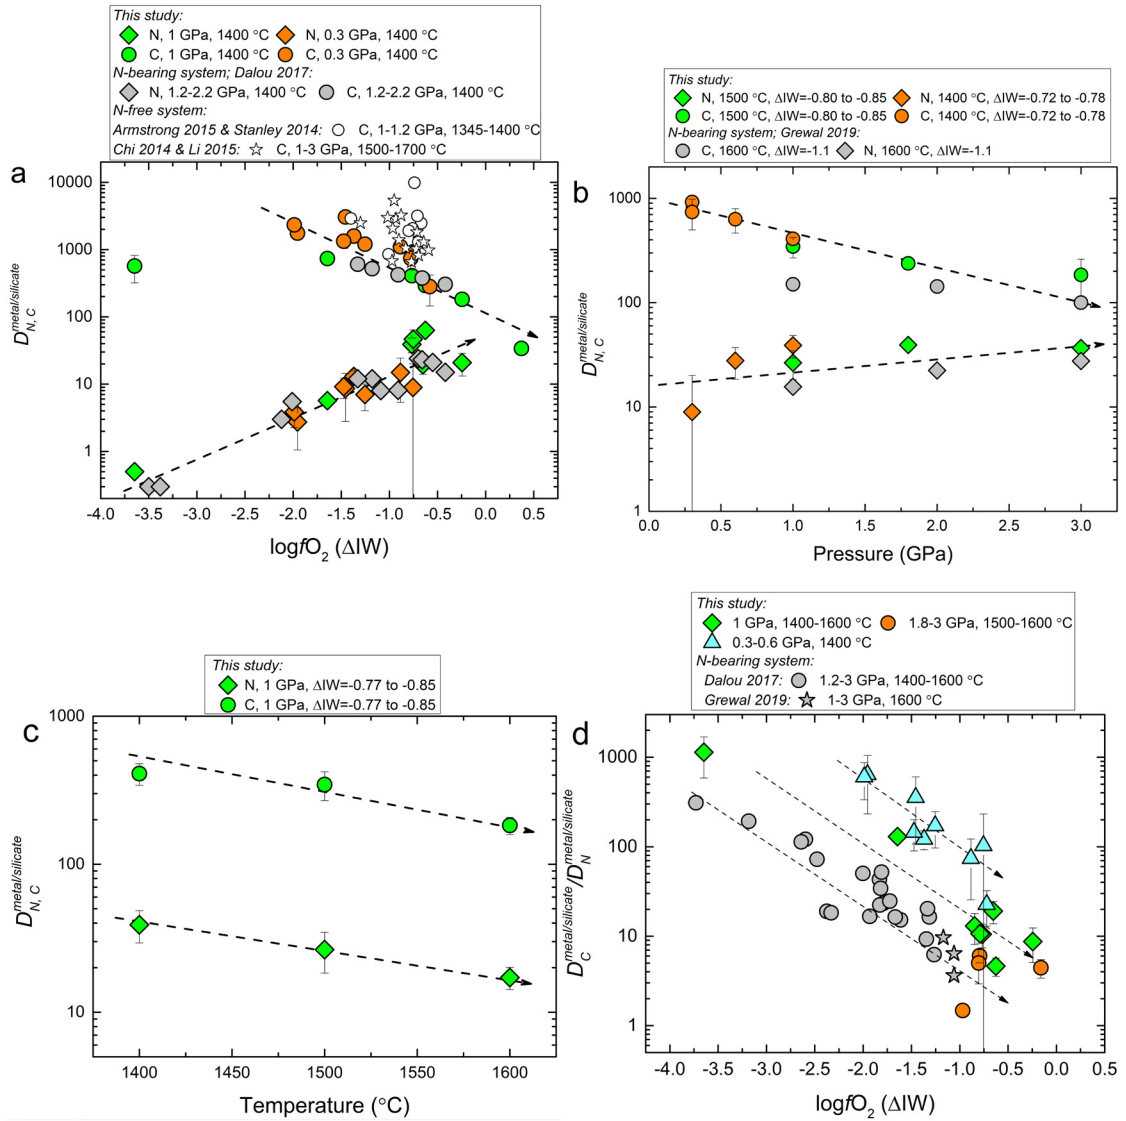 This study:
N, 1 GPa, 1400 °C N, 0.3 GPa, 1400 °C
C, 1 GPa, 1400 °C C, 0.3 GPa, 1400 °C
N-bearing system; Dalou 2017:
N, 1.2-2.2 GPa, 1400 °C C, 1.2-2.2 GPa, 1400 °C
N-free system:
Armstrong 2015 & Stanley 2014: C, 1-1.2 GPa, 1345-1400 °C
Chi 2014 & Li 2015: C, 1-3 GPa, 1500-1700 °C
a
10000
1000
100
10
1
D N, C metal/silicate
-4.0 -3.5 -3.0 -2.5 -2.0 -1.5 -1.0 -0.5 0.0 0.5
logfO2 (ΔIW)
This study:
N, 1500 °C, ΔIW=-0.80 to -0.85 N, 1400 °C, ΔIW=-0.72 to -0.78
C, 1500 °C, ΔIW=-0.80 to -0.85 C, 1400 °C, ΔIW=-0.72 to -0.78
N-bearing system; Grewal 2019:
C, 1600 °C, ΔIW=-1.1 N, 1600 °C, ΔIW=-1.1
b
1000
100
10
1
D N, C metal/silicate
0.0 0.5 1.0 1.5 2.0 2.5 3.0
Pressure (GPa)
This study:
N, 1 GPa, ΔIW=-0.77 to -0.85
C, 1 GPa, ΔIW=-0.77 to -0.85
c
1000
100
10
D N, C metal/silicate
1400 1450 1500 1550 1600
Temperature (°C)
This study:
1 GPa, 1400-1600 °C 1.8-3 GPa, 1500-1600 °C
0.3-0.6 GPa, 1400 °C
N-bearing system:
Dalou 2017: 1.2-3 GPa, 1400-1600 °C
Grewal 2019: 1-3 GPa, 1600 °C
d
1000
100
10
1
D C metal/silicate /D N metal/silicate
-4.0 -3.5 -3.0 -2.5 -2.0 -1.5 -1.0 -0.5 0.0 0.5
logfO2 (ΔIW)